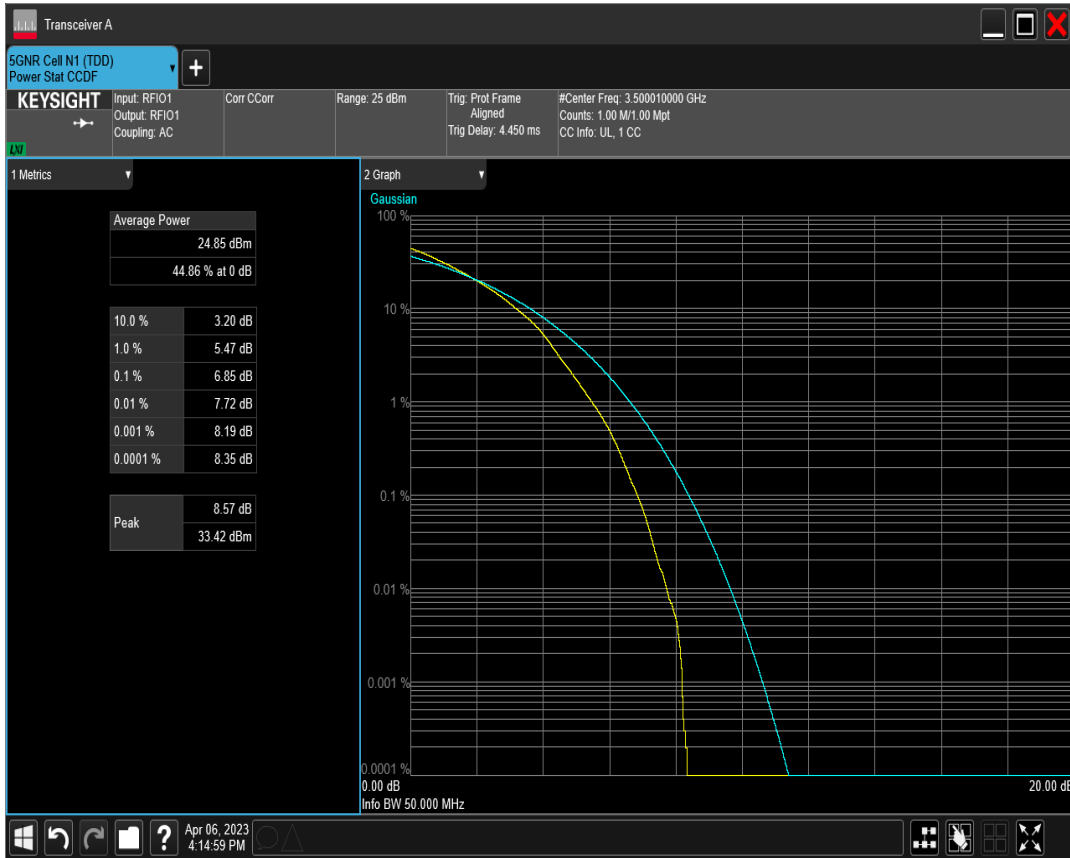 Transceiver A
5GNR Cell N1 (TDD)
Power Stat CCDF
KEYSIGHT
LXI
Input: RFIO1
Output: RFIO1
Coupling: AC
Corr CCorr
Range: 25 dBm
Trig: Prot Frame
Aligned
Trig Delay: 4.450 ms
#Center Freq: 3.500010000 GHz
Counts: 1.00 M/1.00 Mpt
CC Info: UL, 1 CC
1 Metrics
Average Power
24.85 dBm
44.86 % at 0 dB
10.0 % 3.20 dB
1.0 % 5.47 dB
0.1 % 6.85 dB
0.01 % 7.72 dB
0.001 % 8.19 dB
0.0001 % 8.35 dB
Peak 8.57 dB
33.42 dBm
2 Graph
Gaussian
100 %
10 %
1 %
0.1 %
0.01 %
0.001 %
0.0001 %
0.00 dB 20.00 dB
Info BW 50.000 MHz
Apr 06, 2023
4:14:59 PM